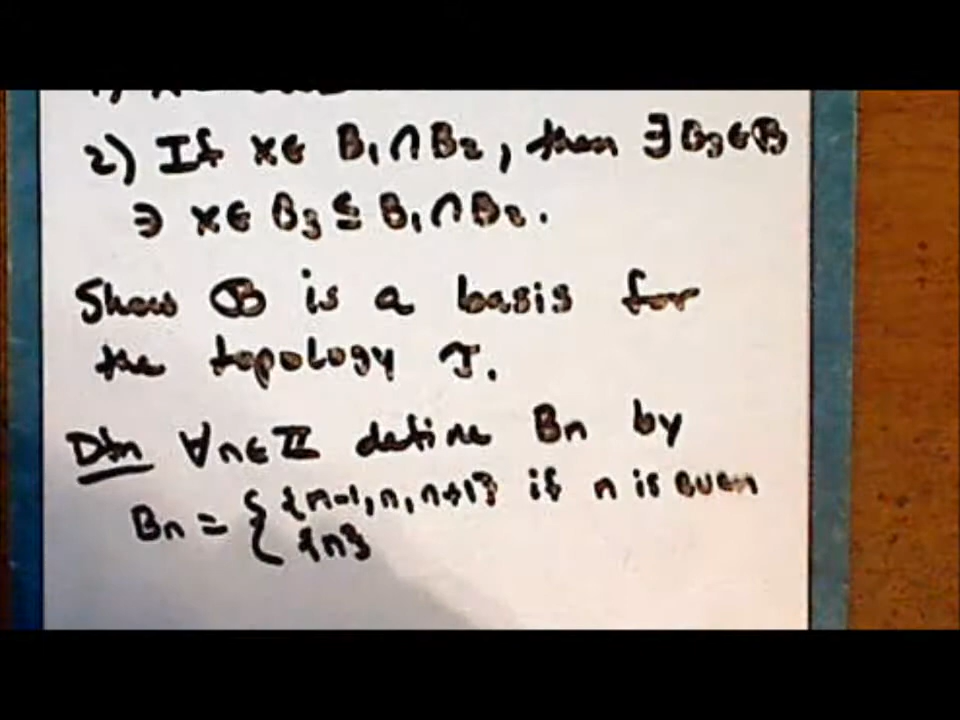 2) If x∈ B₁∩B₂, then ∃ B₃∈ℬ
∋ x∈ B₃ ⊆ B₁∩B₂.
Show ℬ is a basis for
the topology 𝒯.
Dfn ∀n∈ℤ define Bn by
Bn = { {n-1, n, n+1} if n is even
{n}